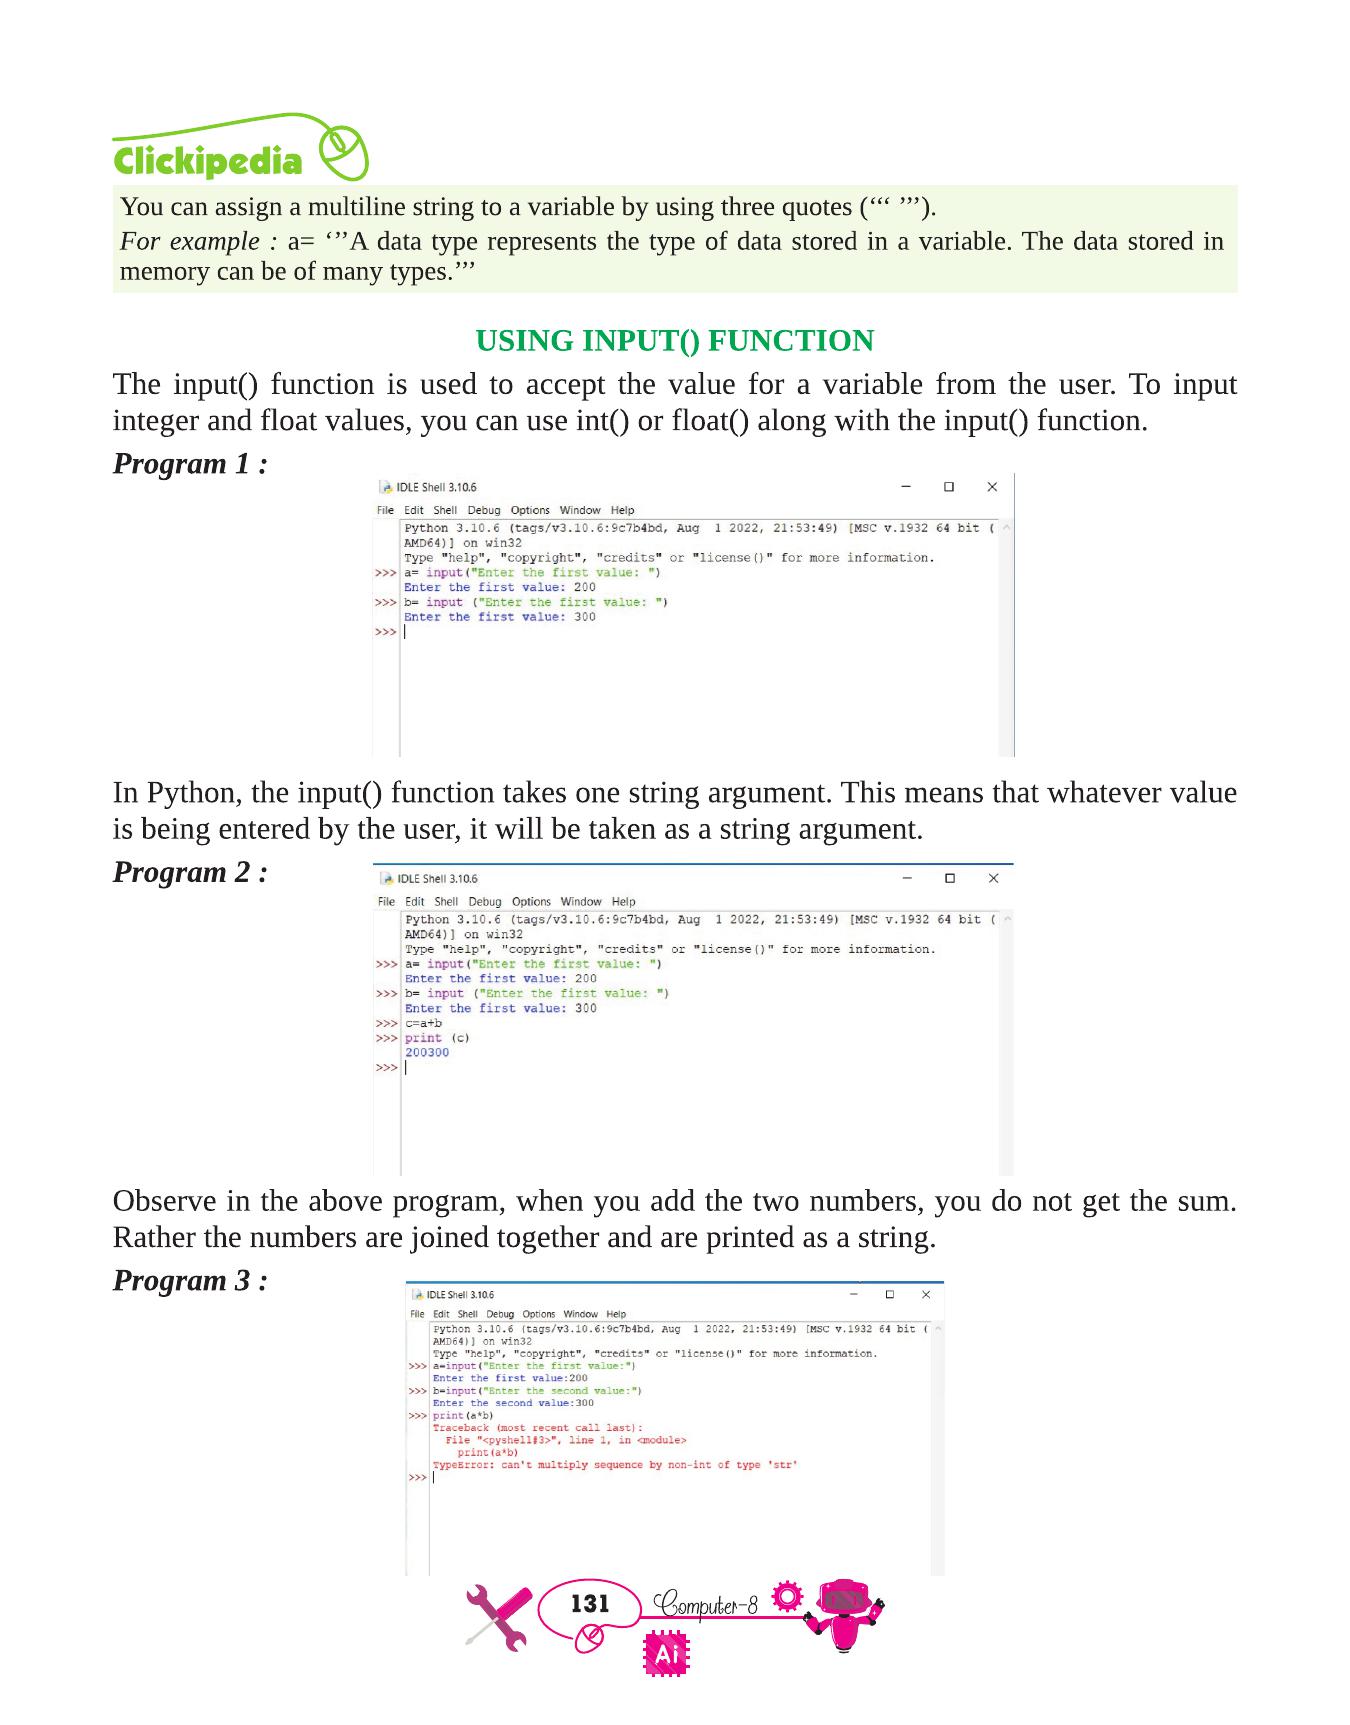 Clickipedia
You can assign a multiline string to a variable by using three quotes (‘‘‘ ’’’).
For example : a= ‘’’A data type represents the type of data stored in a variable. The data stored in
memory can be of many types.’’’
USING INPUT() FUNCTION
The input() function is used to accept the value for a variable from the user. To input
integer and float values, you can use int() or float() along with the input() function.
Program 1 :
IDLE Shell 3.10.6
File Edit Shell Debug Options Window Help
Python 3.10.6 (tags/v3.10.6:9c7b4bd, Aug  1 2022, 21:53:49) [MSC v.1932 64 bit (
AMD64)] on win32
Type "help", "copyright", "credits" or "license()" for more information.
>>> a= input("Enter the first value: ")
Enter the first value: 200
>>> b= input ("Enter the first value: ")
Enter the first value: 300
>>>
In Python, the input() function takes one string argument. This means that whatever value
is being entered by the user, it will be taken as a string argument.
Program 2 :
IDLE Shell 3.10.6
File Edit Shell Debug Options Window Help
Python 3.10.6 (tags/v3.10.6:9c7b4bd, Aug  1 2022, 21:53:49) [MSC v.1932 64 bit (
AMD64)] on win32
Type "help", "copyright", "credits" or "license()" for more information.
>>> a= input("Enter the first value: ")
Enter the first value: 200
>>> b= input ("Enter the first value: ")
Enter the first value: 300
>>> c=a+b
>>> print (c)
200300
>>>
Observe in the above program, when you add the two numbers, you do not get the sum.
Rather the numbers are joined together and are printed as a string.
Program 3 :
IDLE Shell 3.10.6
File Edit Shell Debug Options Window Help
Python 3.10.6 (tags/v3.10.6:9c7b4bd, Aug  1 2022, 21:53:49) [MSC v.1932 64 bit (
AMD64)] on win32
Type "help", "copyright", "credits" or "license()" for more information.
>>> a=input("Enter the first value:")
Enter the first value:200
>>> b=input("Enter the second value:")
Enter the second value:300
>>> print(a*b)
Traceback (most recent call last):
File "<pyshell#3>", line 1, in <module>
print(a*b)
TypeError: can't multiply sequence by non-int of type 'str'
>>>
131 Computer-8
Ai